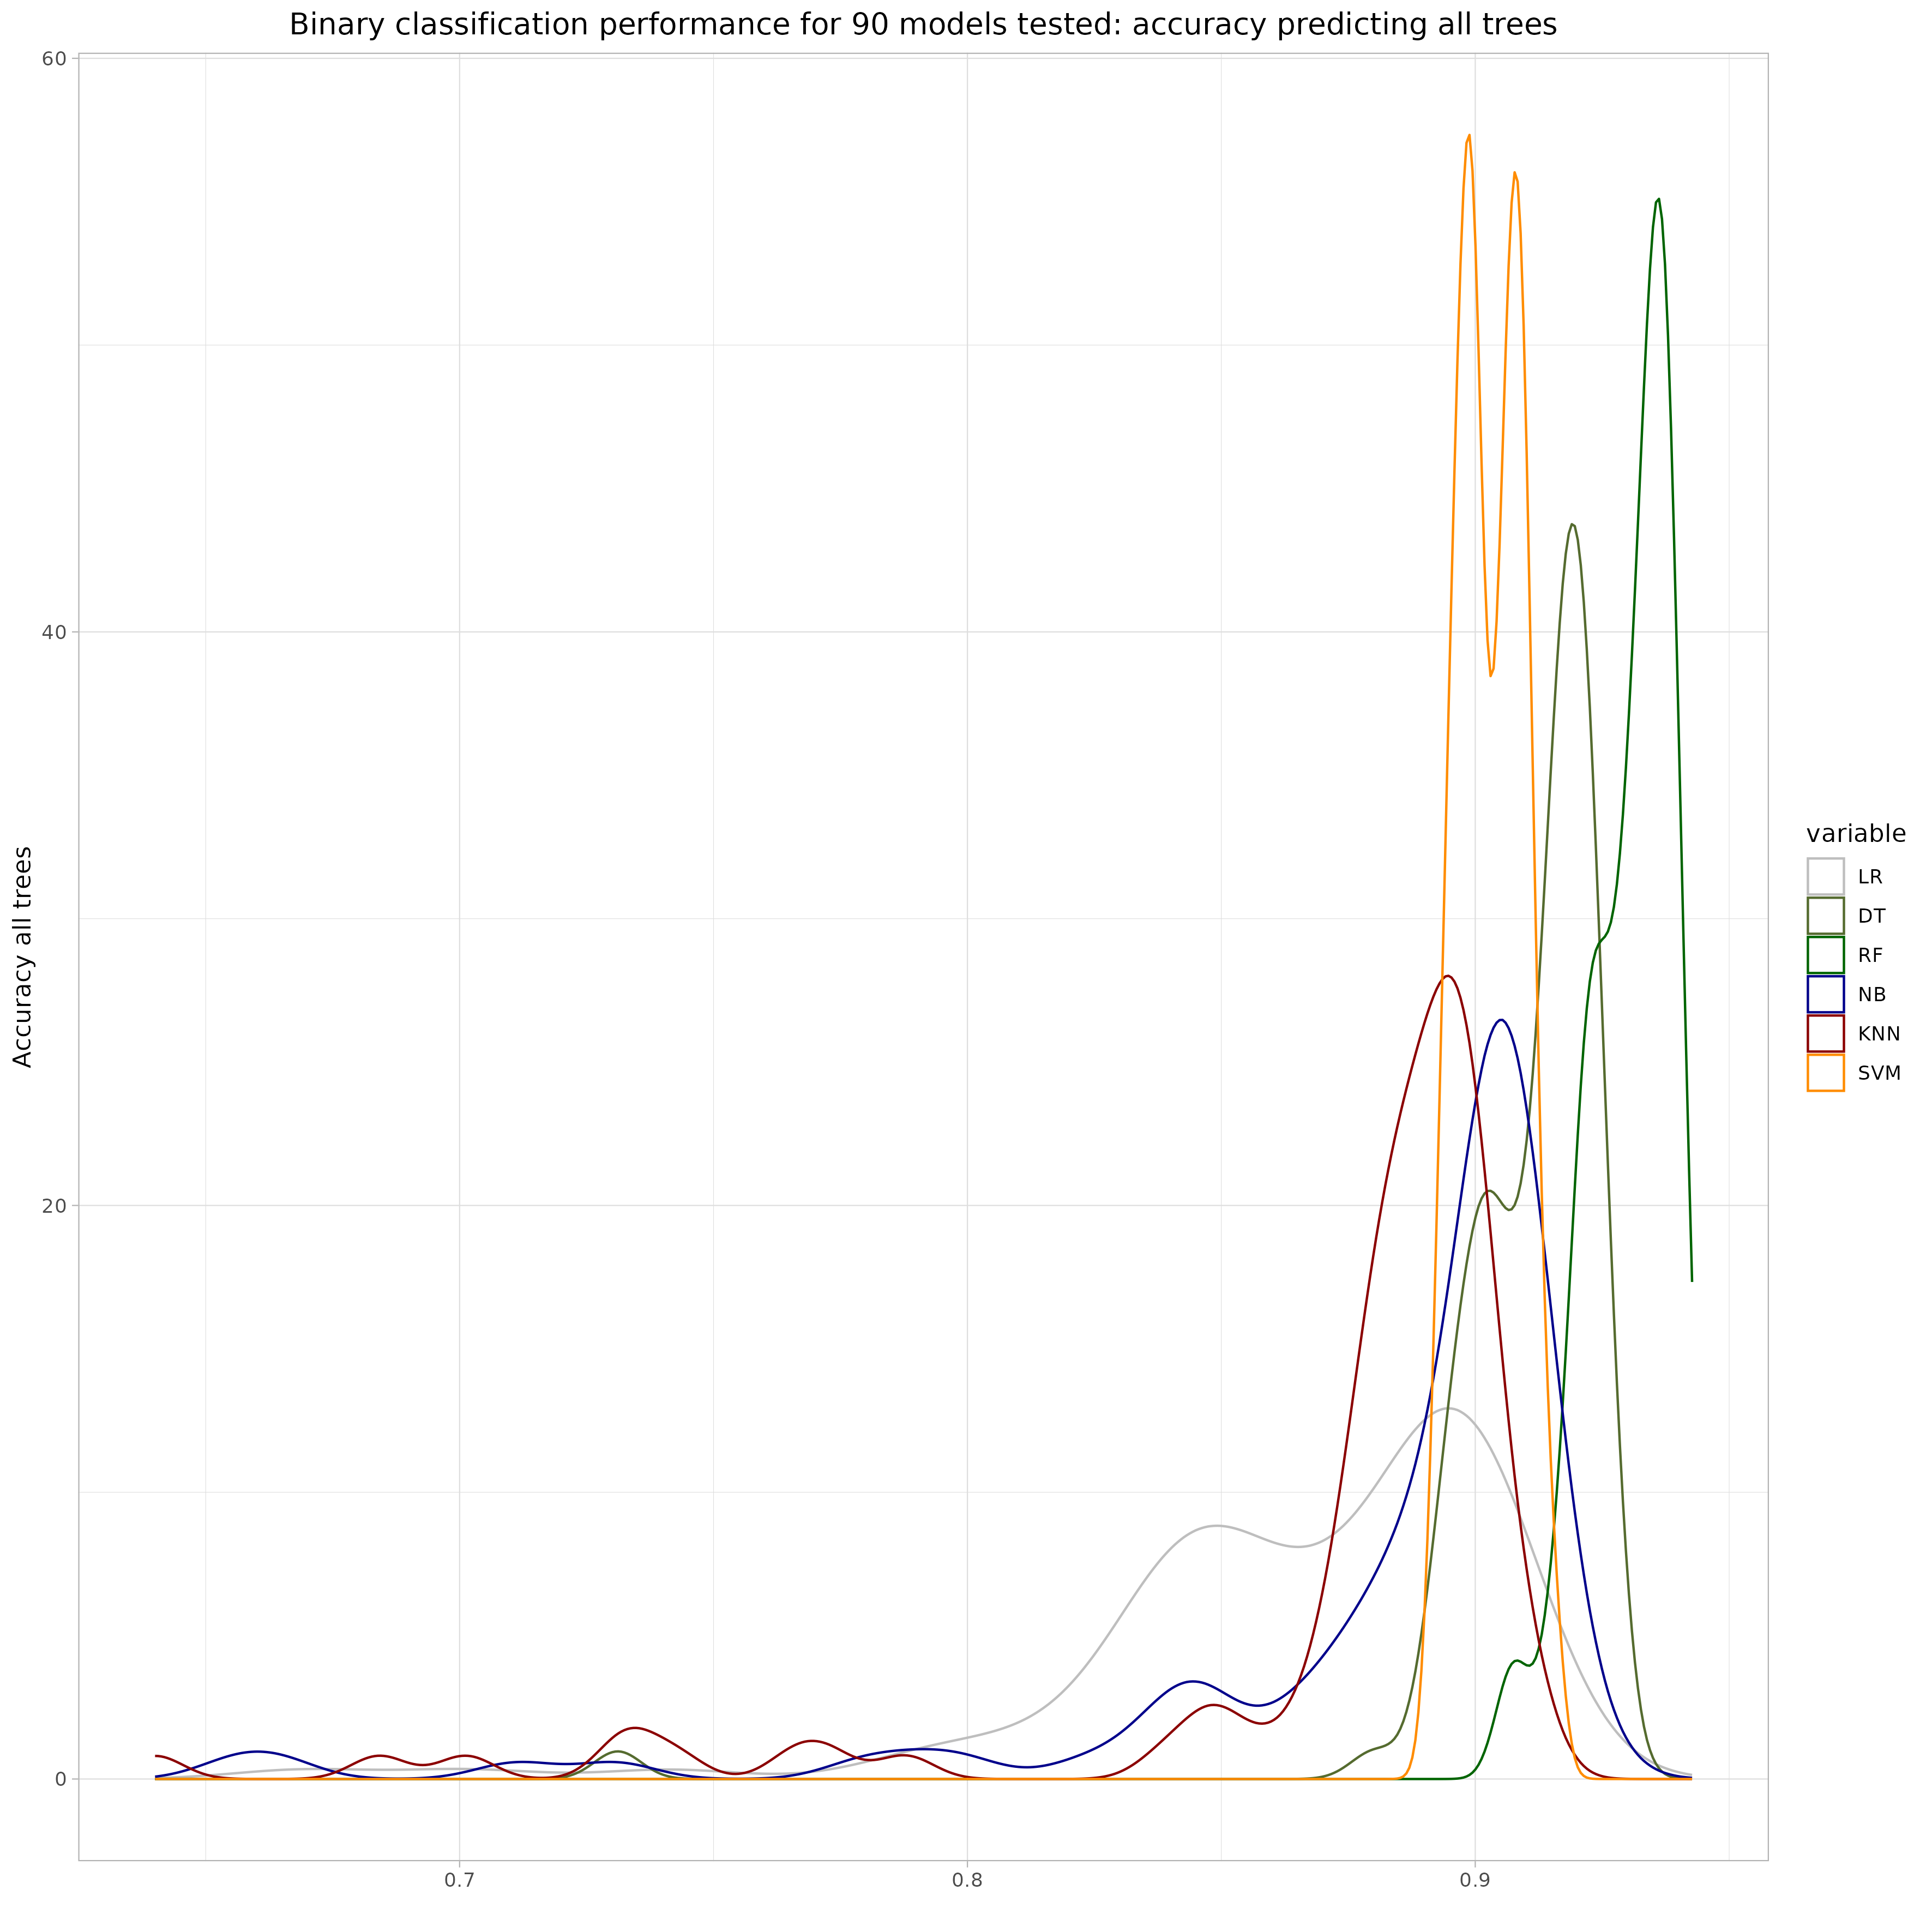 Binary classification performance for 90 models tested: accuracy predicting all trees
60
40
20
0
Accuracy all trees
0.7
0.8
0.9
variable
LR
DT
RF
NB
KNN
SVM